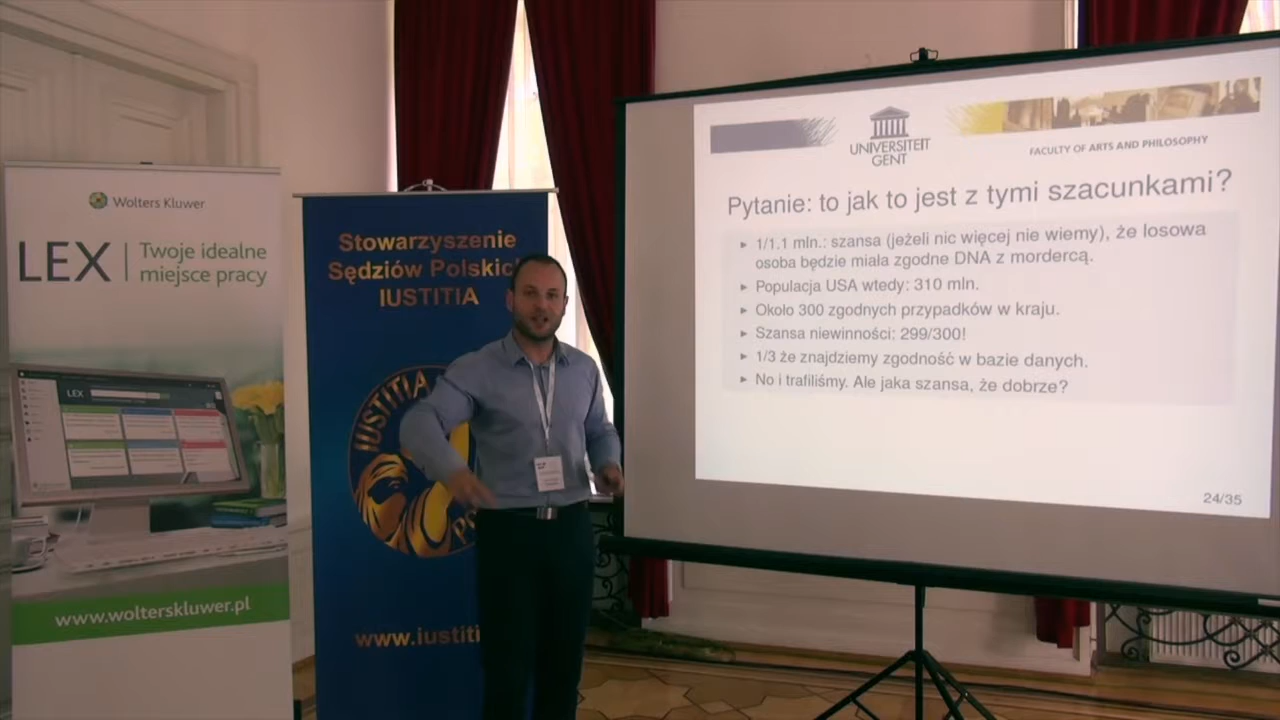 Wolters Kluwer
LEX
Twoje idealne
miejsce pracy
LEX
www.wolterskluwer.pl
Stowarzyszenie
Sędziów Polskich
IUSTITIA
IUSTITIA
www.iustiti
UNIVERSITEIT
GENT
FACULTY OF ARTS AND PHILOSOPHY
Pytanie: to jak to jest z tymi szacunkami?
▸ 1/1.1 mln.: szansa (jeżeli nic więcej nie wiemy), że losowa
osoba będzie miała zgodne DNA z mordercą.
▸ Populacja USA wtedy: 310 mln.
▸ Około 300 zgodnych przypadków w kraju.
▸ Szansa niewinności: 299/300!
▸ 1/3 że znajdziemy zgodność w bazie danych.
▸ No i trafiliśmy. Ale jaka szansa, że dobrze?
24/35